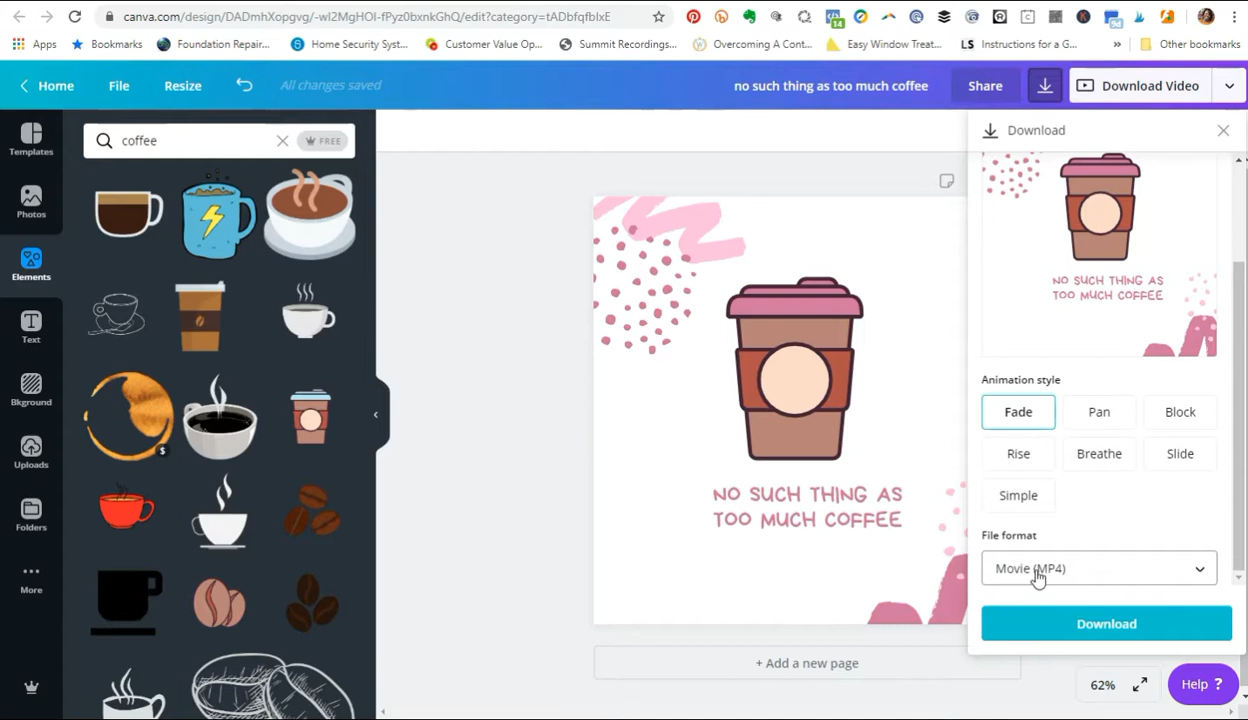 canva.com/design/DADmhXopgvg/-wI2MgHOI-fPyz0bxnkGhQ/edit?category=tADbfqfblxE
14
9d
Apps
Bookmarks
Foundation Repair...
Home Security Syst...
Customer Value Op...
Summit Recordings...
Overcoming A Cont...
Easy Window Treat...
LS Instructions for a G...
»
Other bookmarks
Home
File
Resize
All changes saved
no such thing as too much coffee
Share
Download Video
Templates
Photos
Elements
Text
Bkground
Uploads
Folders
More
coffee
FREE
$
NO SUCH THING AS
TOO MUCH COFFEE
+ Add a new page
Download
NO SUCH THING AS
TOO MUCH COFFEE
Animation style
Fade
Pan
Block
Rise
Breathe
Slide
Simple
File format
Movie (MP4)
Download
62%
Help ?